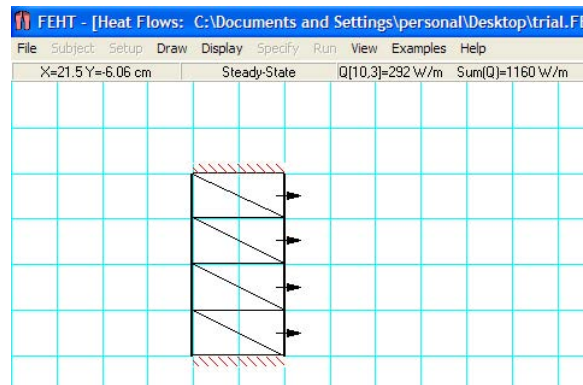 FEHT - [Heat Flows: C:\Documents and Settings\personal\Desktop\trial.FE
File Subject Setup Draw Display Specify Run View Examples Help
X=21.5 Y=-6.06 cm Steady-State Q[10,3]=292 W/m Sum(Q)=1160 W/m